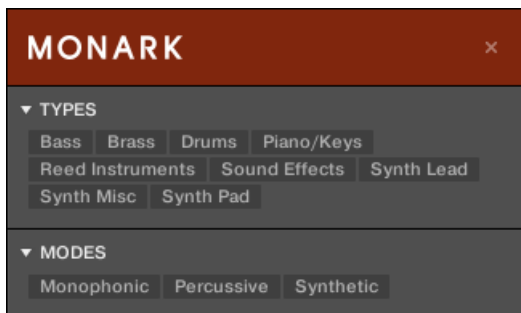 MONARK
TYPES
Bass Brass Drums Piano/Keys
Reed Instruments Sound Effects Synth Lead
Synth Misc Synth Pad
MODES
Monophonic Percussive Synthetic